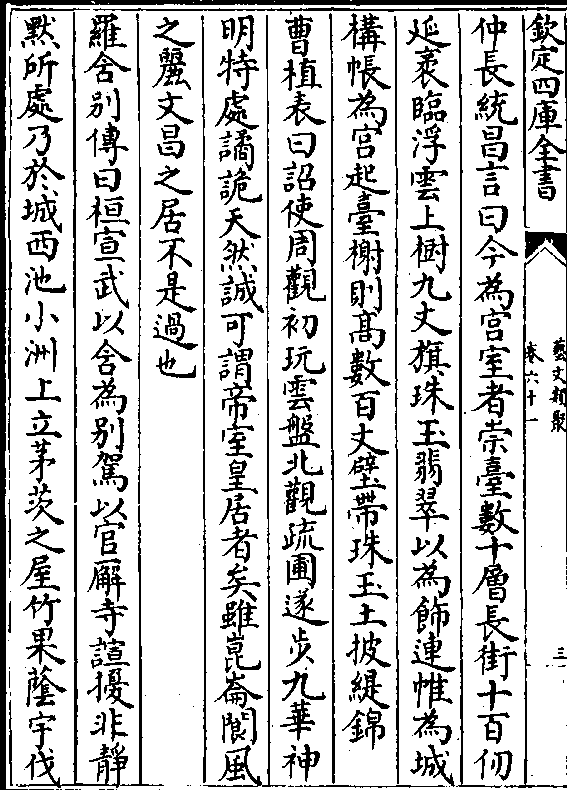 欽定四庫全書
藝文類聚
卷六十一
三
仲長統昌言曰今為宫室者崇臺數十層長街十百仞
延袤臨浮雲上樹九丈旗珠玉翡翠以為飾連帷為城
構帳為宫起臺榭則高數百丈壁帶珠玉土披緹錦
曹植表曰詔使周觀初玩雲盤北觀疏圃遂步九華神
明特處譎詭天然誠可謂帝室皇居者矣雖崑崙閬風
之麗文昌之居不是過也
羅含别傳曰桓宣武以含為别駕以官廨寺諠擾非靜
默所處乃於城西池小洲上立茅茨之屋竹果蔭宇伐